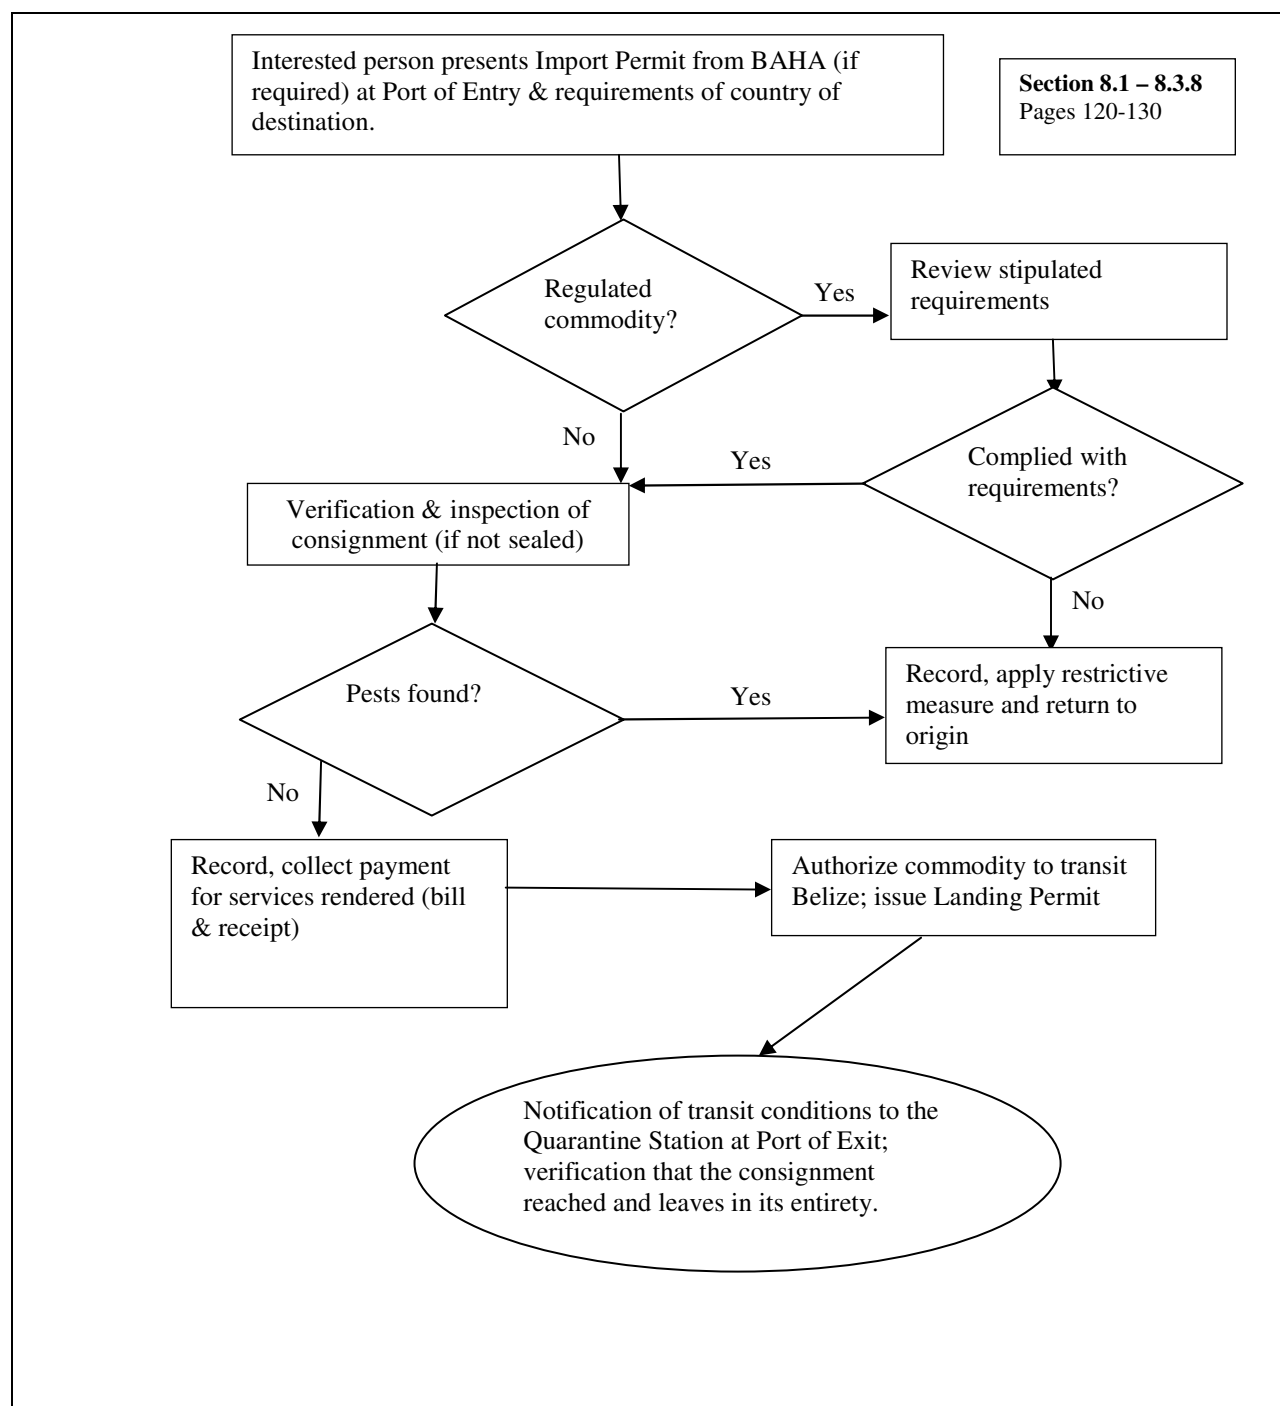 Interested person presents Import Permit from BAHA (if
required) at Port of Entry & requirements of country of
destination.
Section 8.1 – 8.3.8
Pages 120-130
Regulated
commodity?
Yes
Review stipulated
requirements
No
Yes
Complied with
requirements?
Verification & inspection of
consignment (if not sealed)
No
Pests found?
Yes
Record, apply restrictive
measure and return to
origin
No
Record, collect payment
for services rendered (bill
& receipt)
Authorize commodity to transit
Belize; issue Landing Permit
Notification of transit conditions to the
Quarantine Station at Port of Exit;
verification that the consignment
reached and leaves in its entirety.